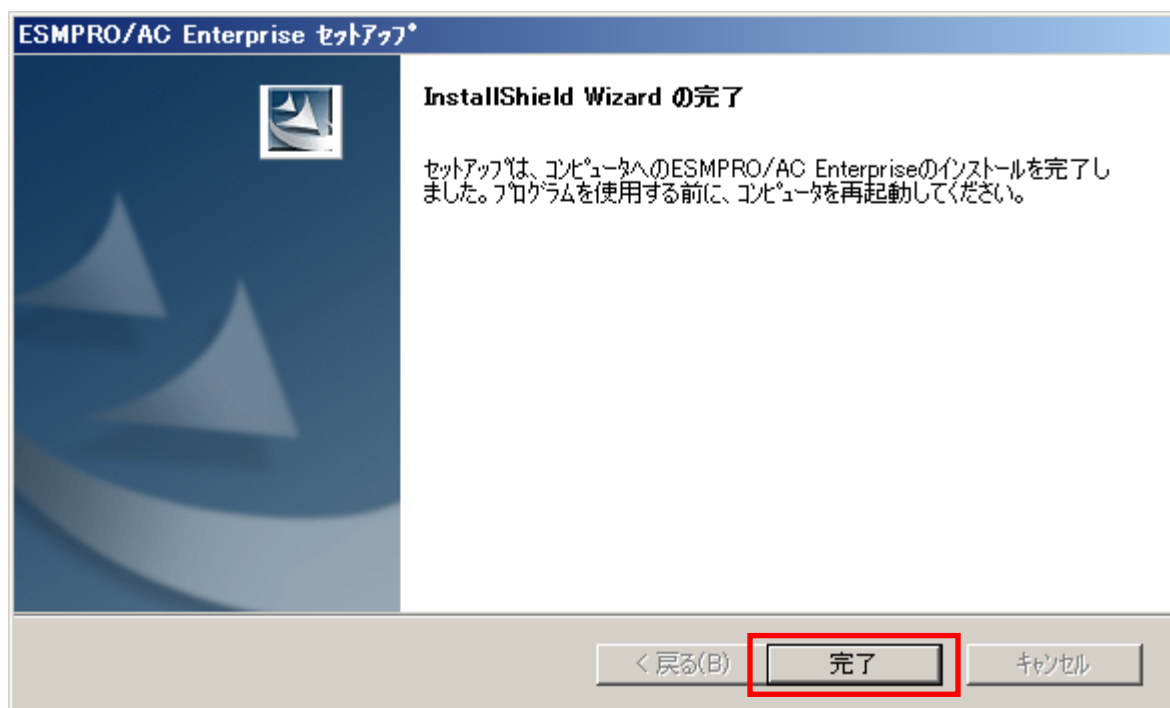 ESMPRO/AC Enterprise ｾｯﾄｱｯﾌﾟ
InstallShield Wizard の完了
ｾｯﾄｱｯﾌﾟは、ｺﾝﾋﾟｭｰﾀへのESMPRO/AC Enterpriseのｲﾝｽﾄｰﾙを完了し
ました。ﾌﾟﾛｸﾞﾗﾑを使用する前に、ｺﾝﾋﾟｭｰﾀを再起動してください。
< 戻る(B)
完了
ｷｬﾝｾﾙ